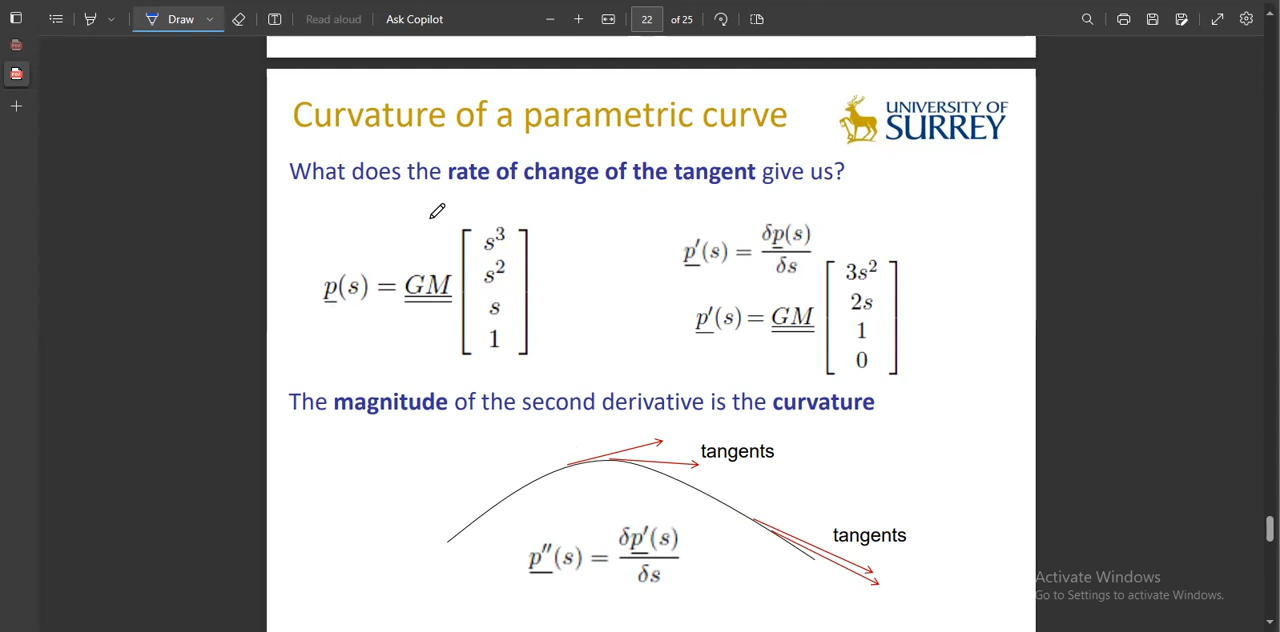 Draw
Read aloud
Ask Copilot
22 of 25
Curvature of a parametric curve
UNIVERSITY OF
SURREY
What does the rate of change of the tangent give us?
p(s) = GM [ s³ s² s 1 ]
p′(s) = δp(s) / δs
p′(s) = GM [ 3s² 2s 1 0 ]
The magnitude of the second derivative is the curvature
tangents
tangents
p″(s) = δp′(s) / δs
Activate Windows
Go to Settings to activate Windows.